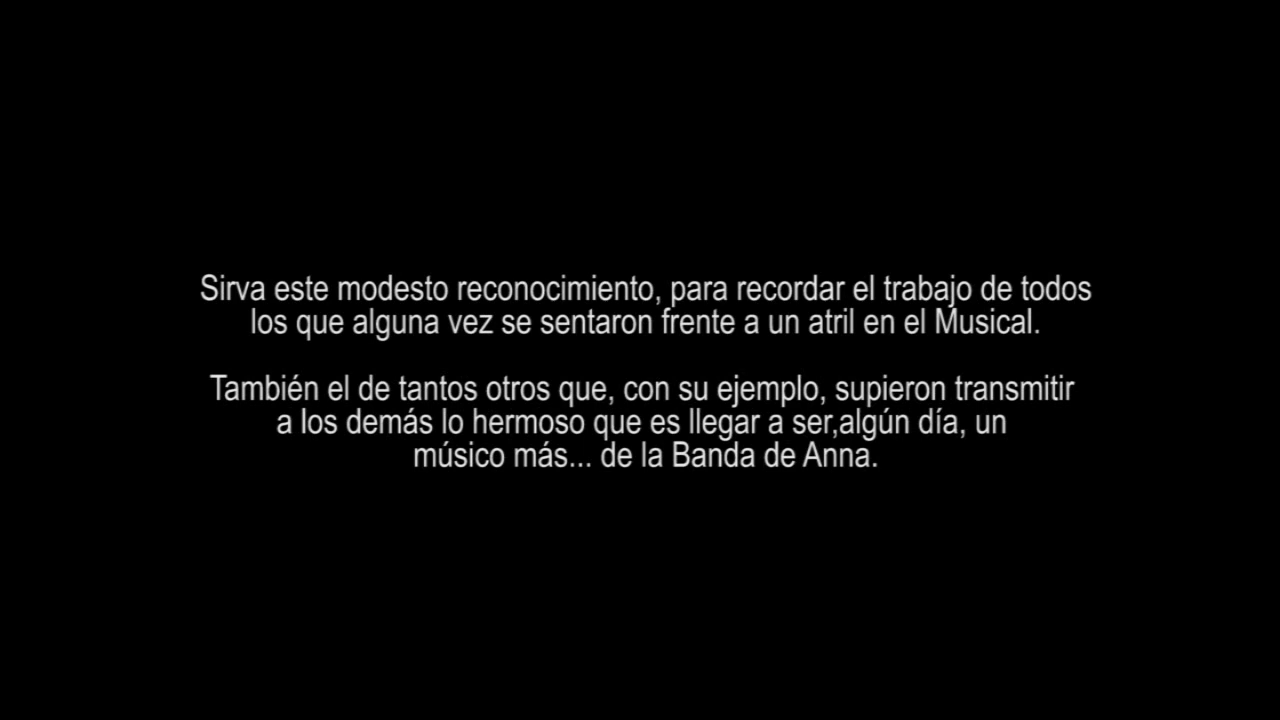 Sirva este modesto reconocimiento, para recordar el trabajo de todos
los que alguna vez se sentaron frente a un atril en el Musical.
También el de tantos otros que, con su ejemplo, supieron transmitir
a los demás lo hermoso que es llegar a ser,algún día, un
músico más... de la Banda de Anna.